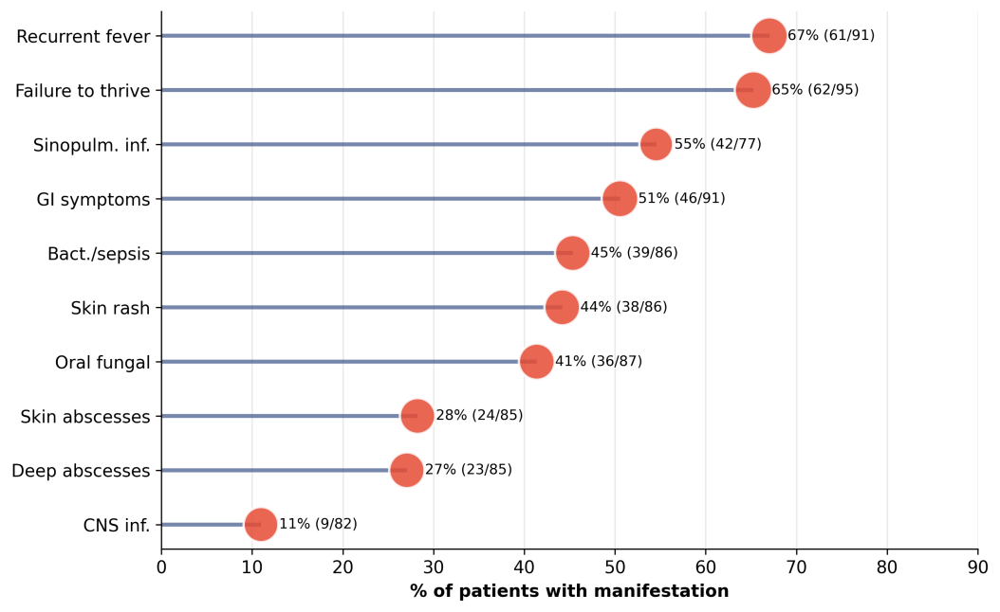 Recurrent fever 67% (61/91)
Failure to thrive 65% (62/95)
Sinopulm. inf. 55% (42/77)
GI symptoms 51% (46/91)
Bact./sepsis 45% (39/86)
Skin rash 44% (38/86)
Oral fungal 41% (36/87)
Skin abscesses 28% (24/85)
Deep abscesses 27% (23/85)
CNS inf. 11% (9/82)
0 10 20 30 40 50 60 70 80 90
% of patients with manifestation